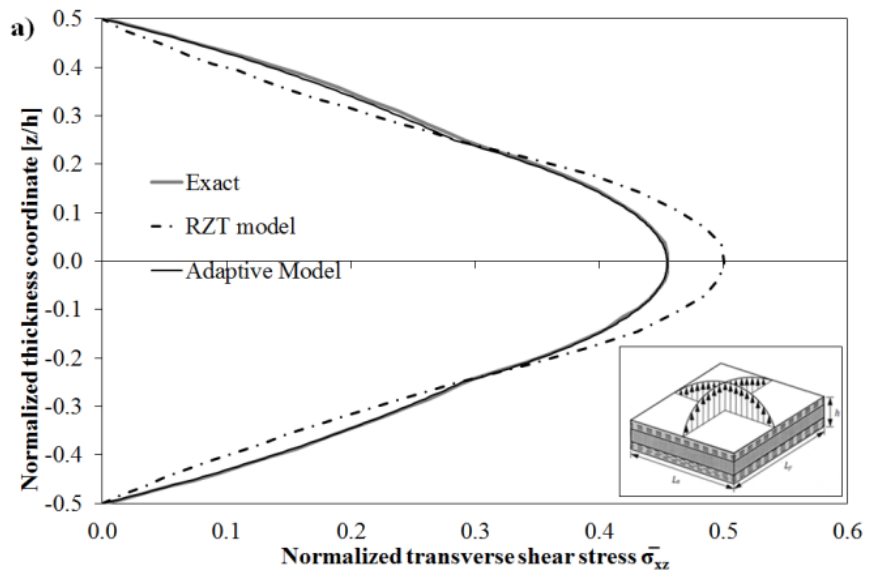 a)
Normalized thickness coordinate [z/h]
0.5
0.4
0.3
0.2
0.1
0.0
-0.1
-0.2
-0.3
-0.4
-0.5
Exact
RZT model
Adaptive Model
h
Lx
Ly
0.0 0.1 0.2 0.3 0.4 0.5 0.6
Normalized transverse shear stress σ̄xz